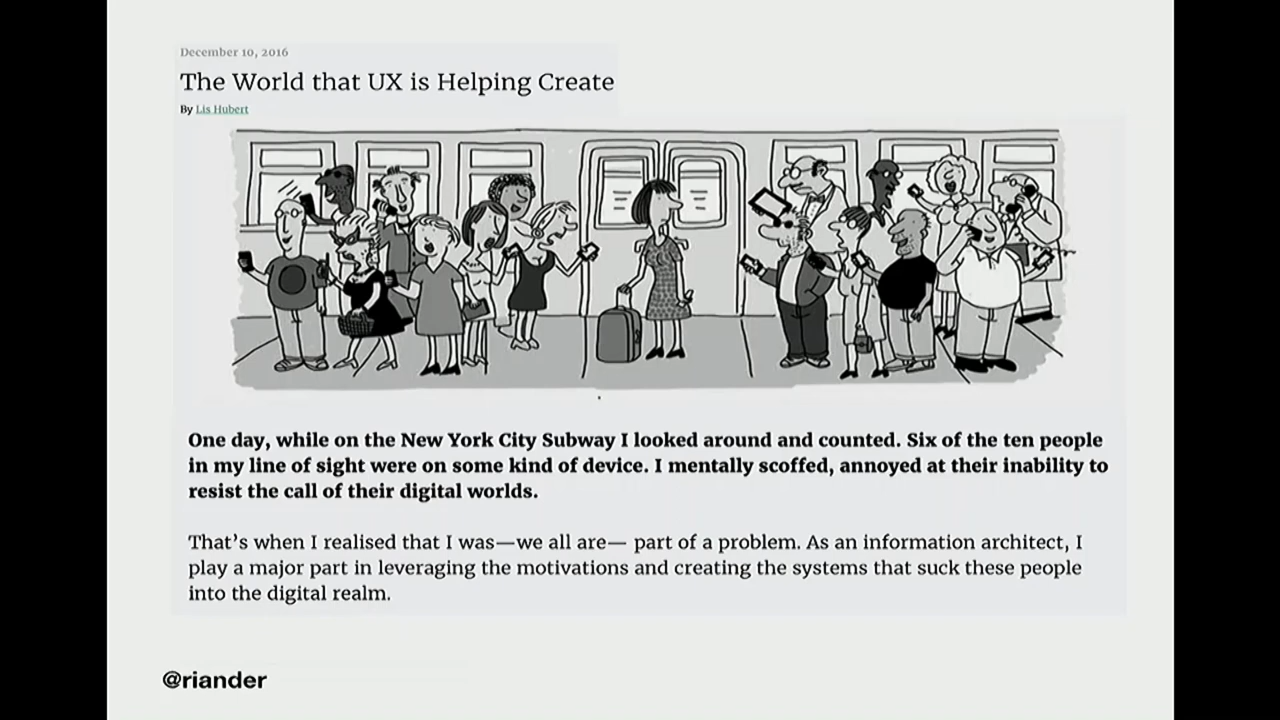 December 10, 2016
The World that UX is Helping Create
By Lis Hubert
One day, while on the New York City Subway I looked around and counted. Six of the ten people
in my line of sight were on some kind of device. I mentally scoffed, annoyed at their inability to
resist the call of their digital worlds.
That’s when I realised that I was—we all are— part of a problem. As an information architect, I
play a major part in leveraging the motivations and creating the systems that suck these people
into the digital realm.
@riander